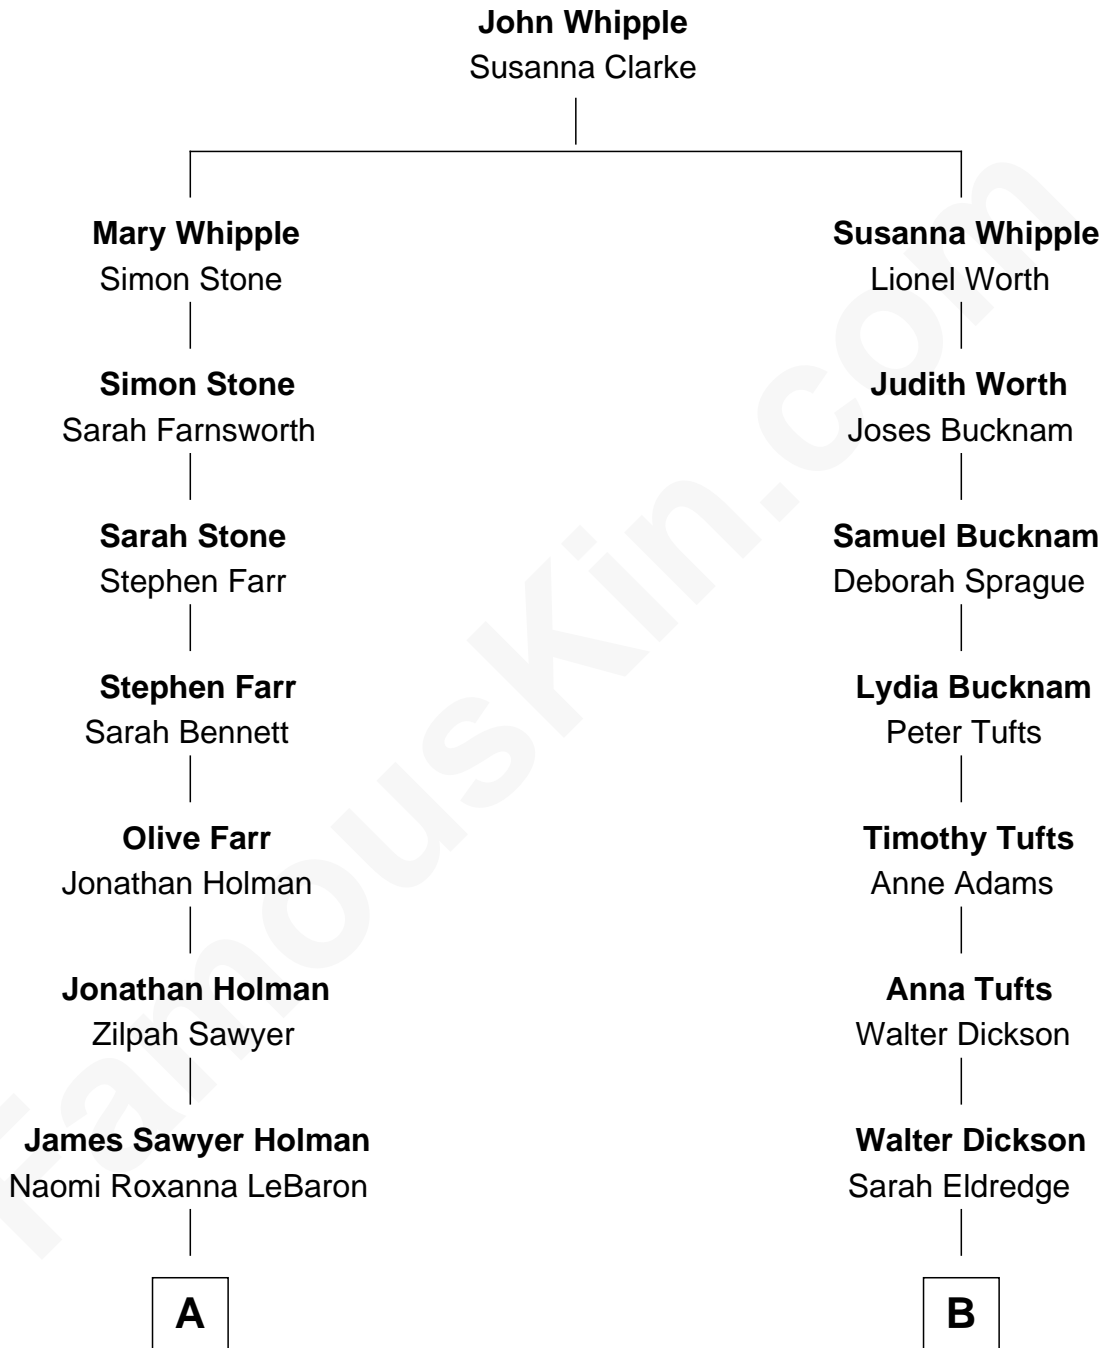 John Whipple
Susanna Clarke
Mary Whipple
Simon Stone
Susanna Whipple
Lionel Worth
Simon Stone
Sarah Farnsworth
Judith Worth
Joses Bucknam
Sarah Stone
Stephen Farr
Samuel Bucknam
Deborah Sprague
Stephen Farr
Sarah Bennett
Lydia Bucknam
Peter Tufts
Olive Farr
Jonathan Holman
Timothy Tufts
Anne Adams
Jonathan Holman
Zilpah Sawyer
Anna Tufts
Walter Dickson
James Sawyer Holman
Naomi Roxanna LeBaron
Walter Dickson
Sarah Eldredge
A
B
FamousKin.com